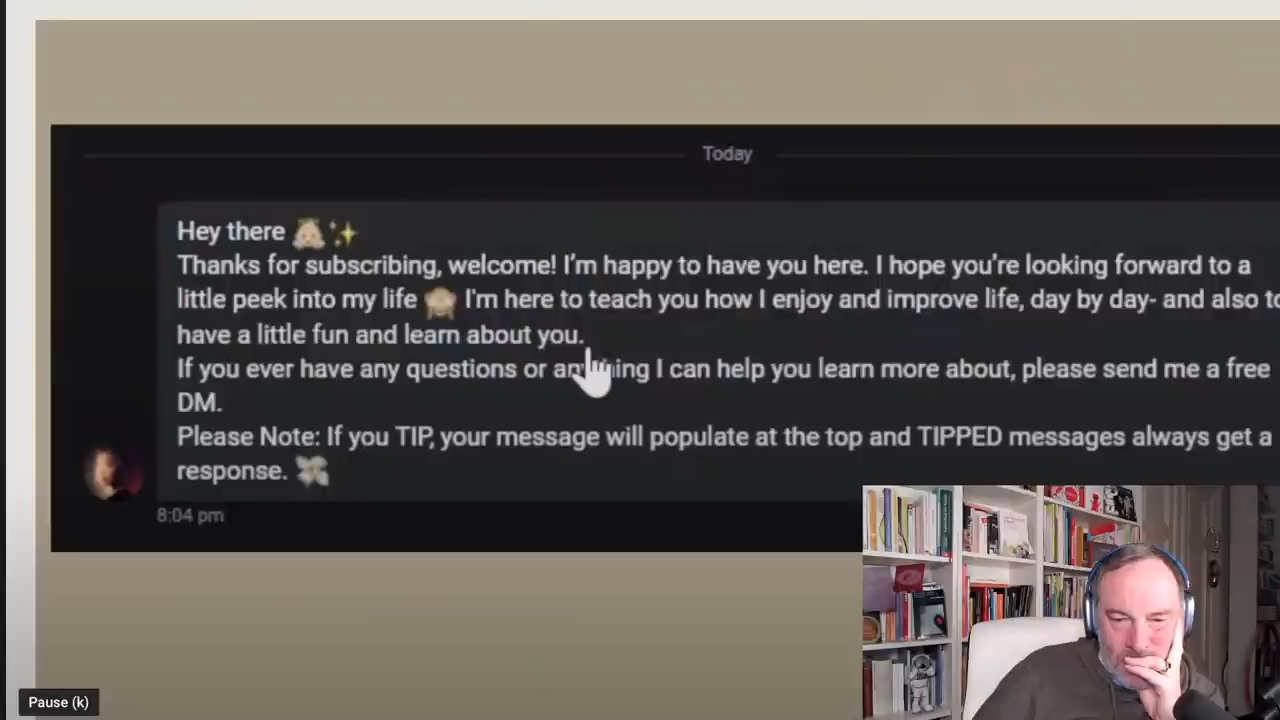 Today
Hey there
Thanks for subscribing, welcome! I'm happy to have you here. I hope you're looking forward to a
little peek into my life I'm here to teach you how I enjoy and improve life, day by day- and also to
have a little fun and learn about you.
If you ever have any questions or anything I can help you learn more about, please send me a free
DM.
Please Note: If you TIP, your message will populate at the top and TIPPED messages always get a
response.
8:04 pm
Pause (k)